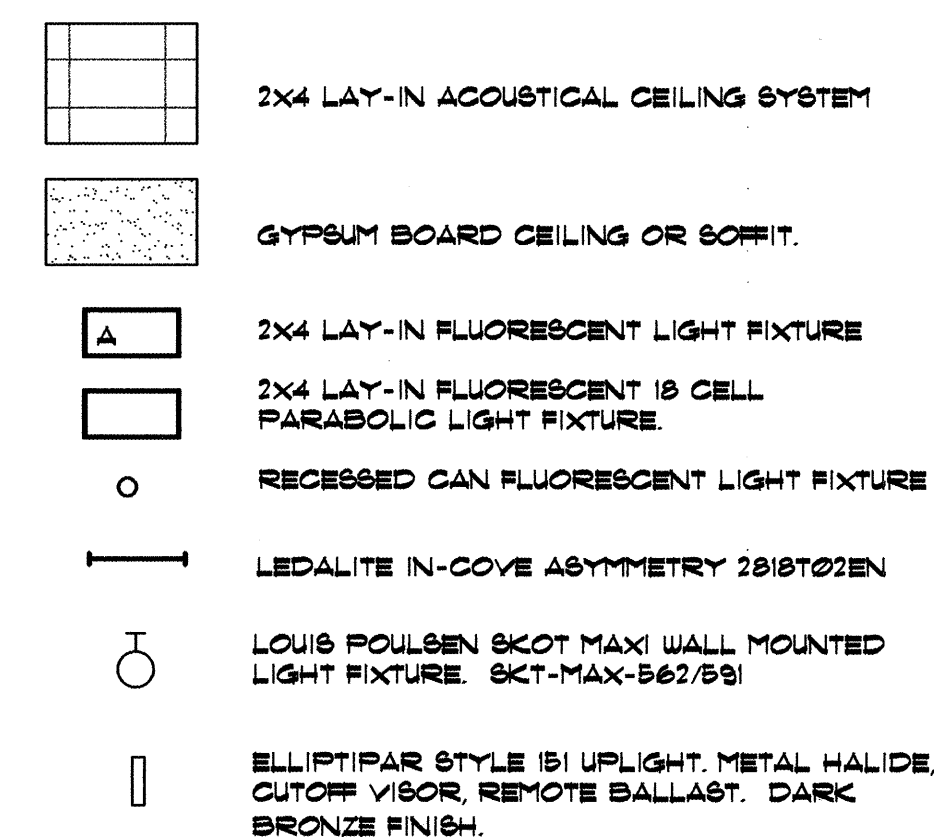 2X4 LAY-IN ACOUSTICAL CEILING SYSTEM
GYPSUM BOARD CEILING OR SOFFIT.
A
2X4 LAY-IN FLUORESCENT LIGHT FIXTURE
2X4 LAY-IN FLUORESCENT 18 CELL
PARABOLIC LIGHT FIXTURE.
RECESSED CAN FLUORESCENT LIGHT FIXTURE
LEDALITE IN-COVE ASYMMETRY 2818T02EN
LOUIS POULSEN SKOT MAXI WALL MOUNTED
LIGHT FIXTURE. SKT-MAX-562/591
ELLIPTIPAR STYLE 151 UPLIGHT. METAL HALIDE,
CUTOFF VISOR, REMOTE BALLAST. DARK
BRONZE FINISH.